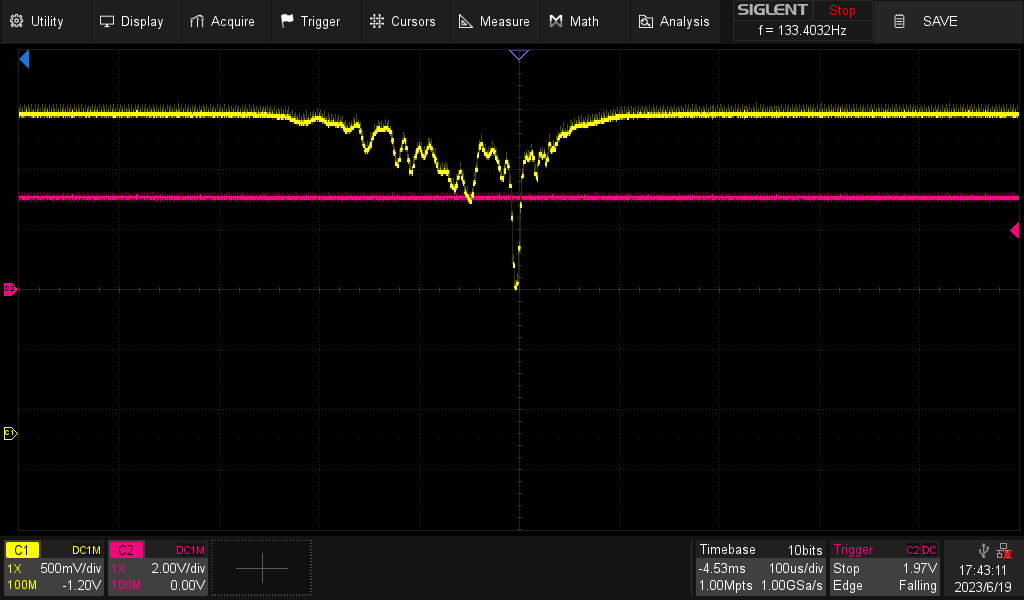 Utility Display Acquire Trigger Cursors Measure Math Analysis SIGLENT Stop SAVE
f = 133.4032Hz
C2
C1
C1 DC1M C2 DC1M Timebase 10bits Trigger C2 DC
1X 500mV/div 1X 2.00V/div -4.53ms 100us/div Stop 1.97V 17:43:11
100M -1.20V 100M 0.00V 1.00Mpts 1.00GSa/s Edge Falling 2023/6/19